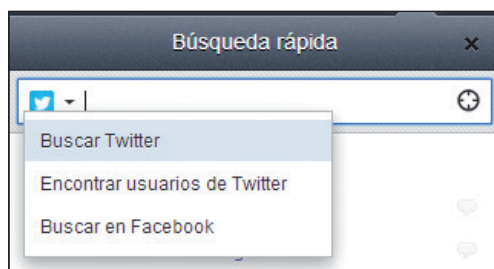 Búsqueda rápida
Buscar Twitter
Encontrar usuarios de Twitter
Buscar en Facebook